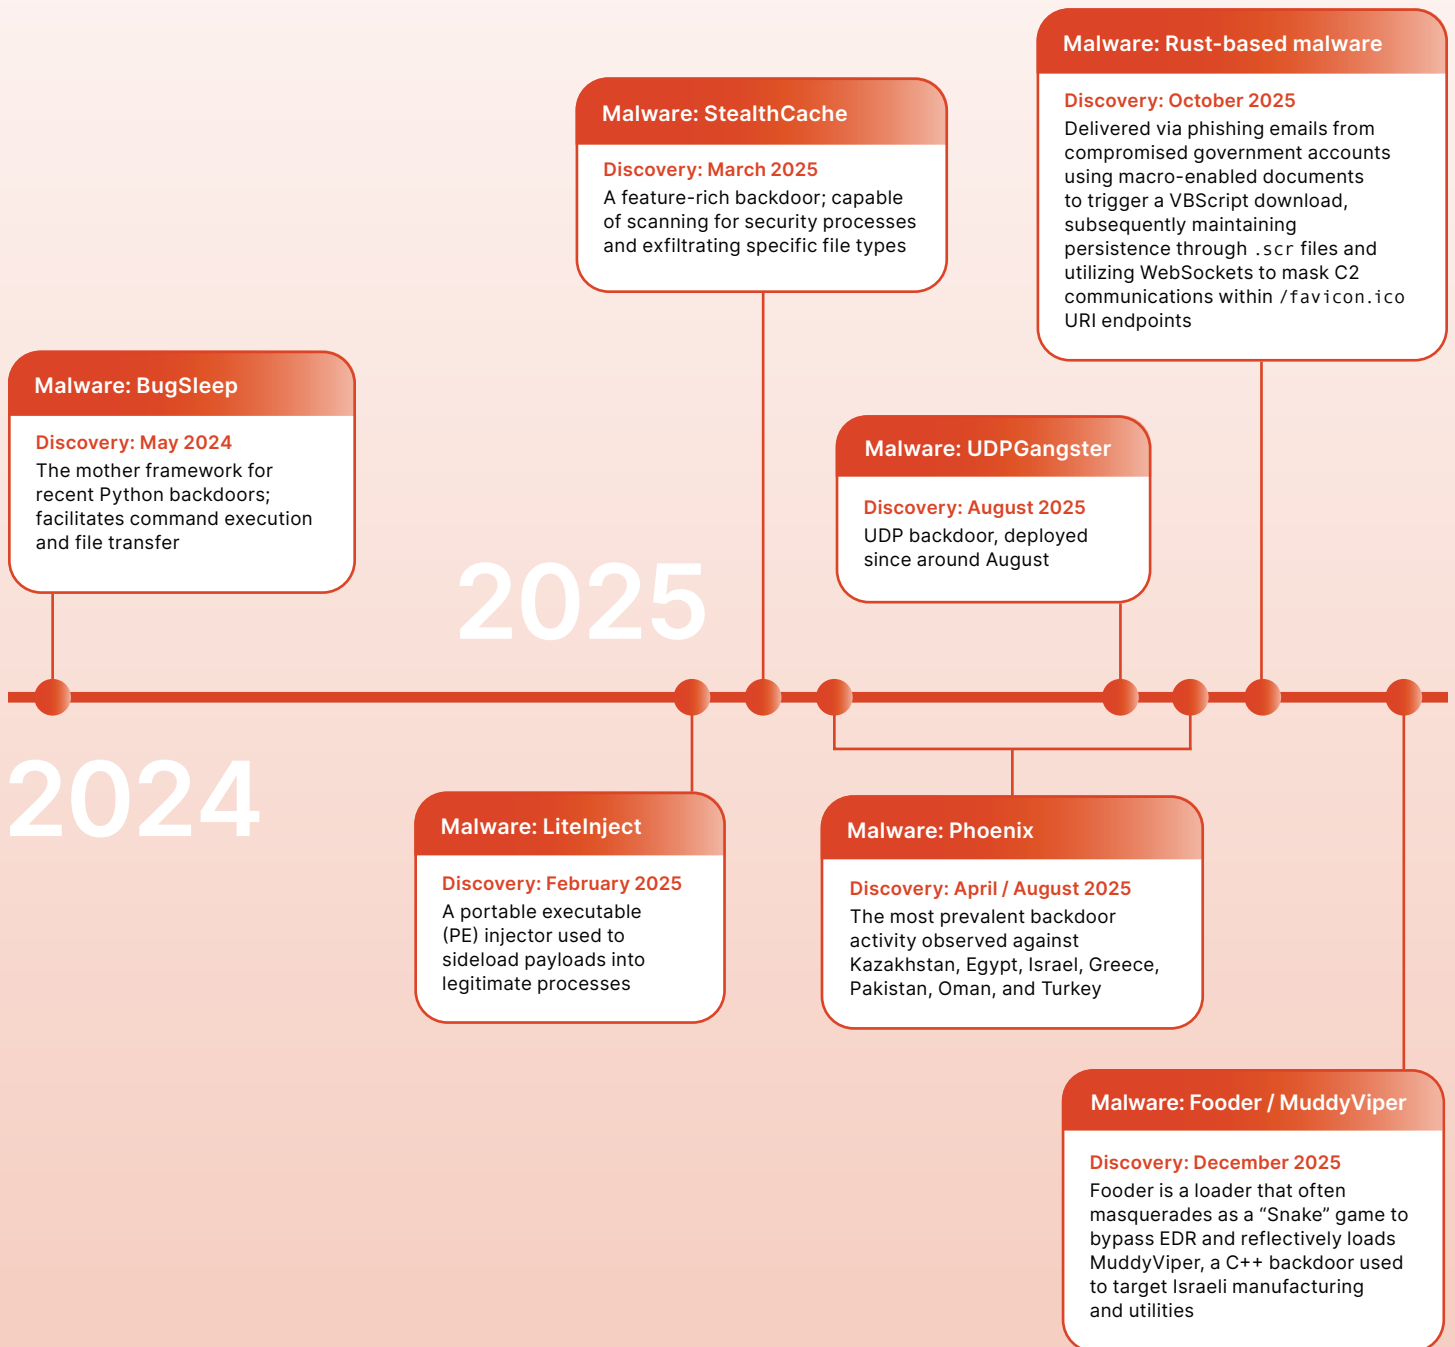 Malware: Rust-based malware
Discovery: October 2025
Delivered via phishing emails from
compromised government accounts
using macro-enabled documents
to trigger a VBScript download,
subsequently maintaining
persistence through .scr files and
utilizing WebSockets to mask C2
communications within /favicon.ico
URI endpoints
Malware: StealthCache
Discovery: March 2025
A feature-rich backdoor; capable
of scanning for security processes
and exfiltrating specific file types
Malware: BugSleep
Discovery: May 2024
The mother framework for
recent Python backdoors;
facilitates command execution
and file transfer
Malware: UDPGangster
Discovery: August 2025
UDP backdoor, deployed
since around August
2025
2024
Malware: LiteInject
Discovery: February 2025
A portable executable
(PE) injector used to
sideload payloads into
legitimate processes
Malware: Phoenix
Discovery: April / August 2025
The most prevalent backdoor
activity observed against
Kazakhstan, Egypt, Israel, Greece,
Pakistan, Oman, and Turkey
Malware: Fooder / MuddyViper
Discovery: December 2025
Fooder is a loader that often
masquerades as a “Snake” game to
bypass EDR and reflectively loads
MuddyViper, a C++ backdoor used
to target Israeli manufacturing
and utilities